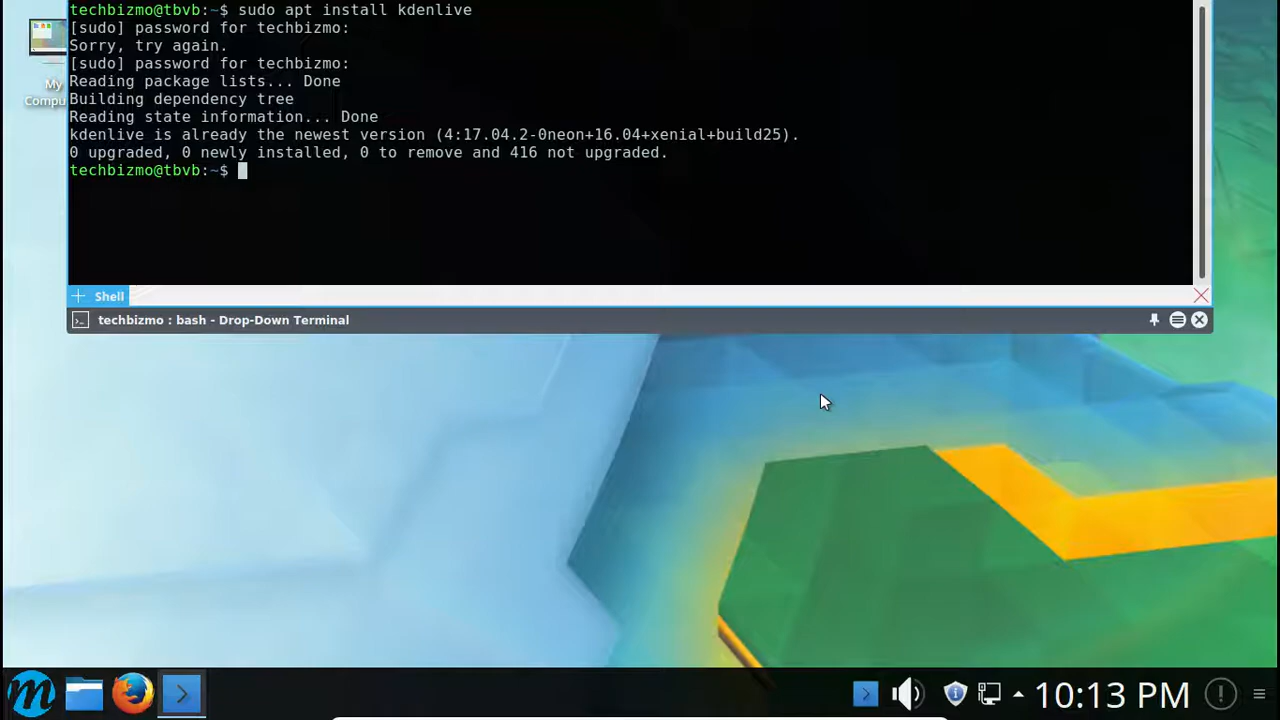 techbizmo@tbvb:~$ sudo apt install kdenlive
[sudo] password for techbizmo:
Sorry, try again.
[sudo] password for techbizmo:
Reading package lists... Done
Building dependency tree
Reading state information... Done
kdenlive is already the newest version (4:17.04.2-0neon+16.04+xenial+build25).
0 upgraded, 0 newly installed, 0 to remove and 416 not upgraded.
techbizmo@tbvb:~$
My
Compu
Shell
techbizmo : bash - Drop-Down Terminal
10:13 PM